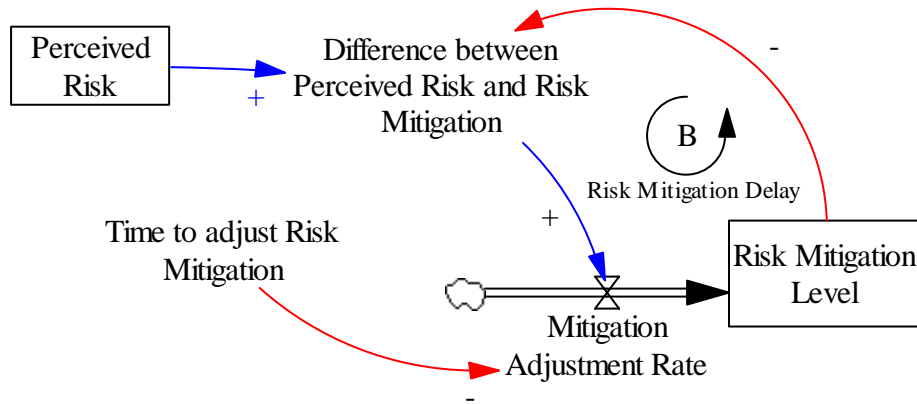 Perceived
Risk
+
Difference between
Perceived Risk and Risk
Mitigation
-
B
Risk Mitigation Delay
+
Time to adjust Risk
Mitigation
Risk Mitigation
Level
Mitigation
Adjustment Rate
-